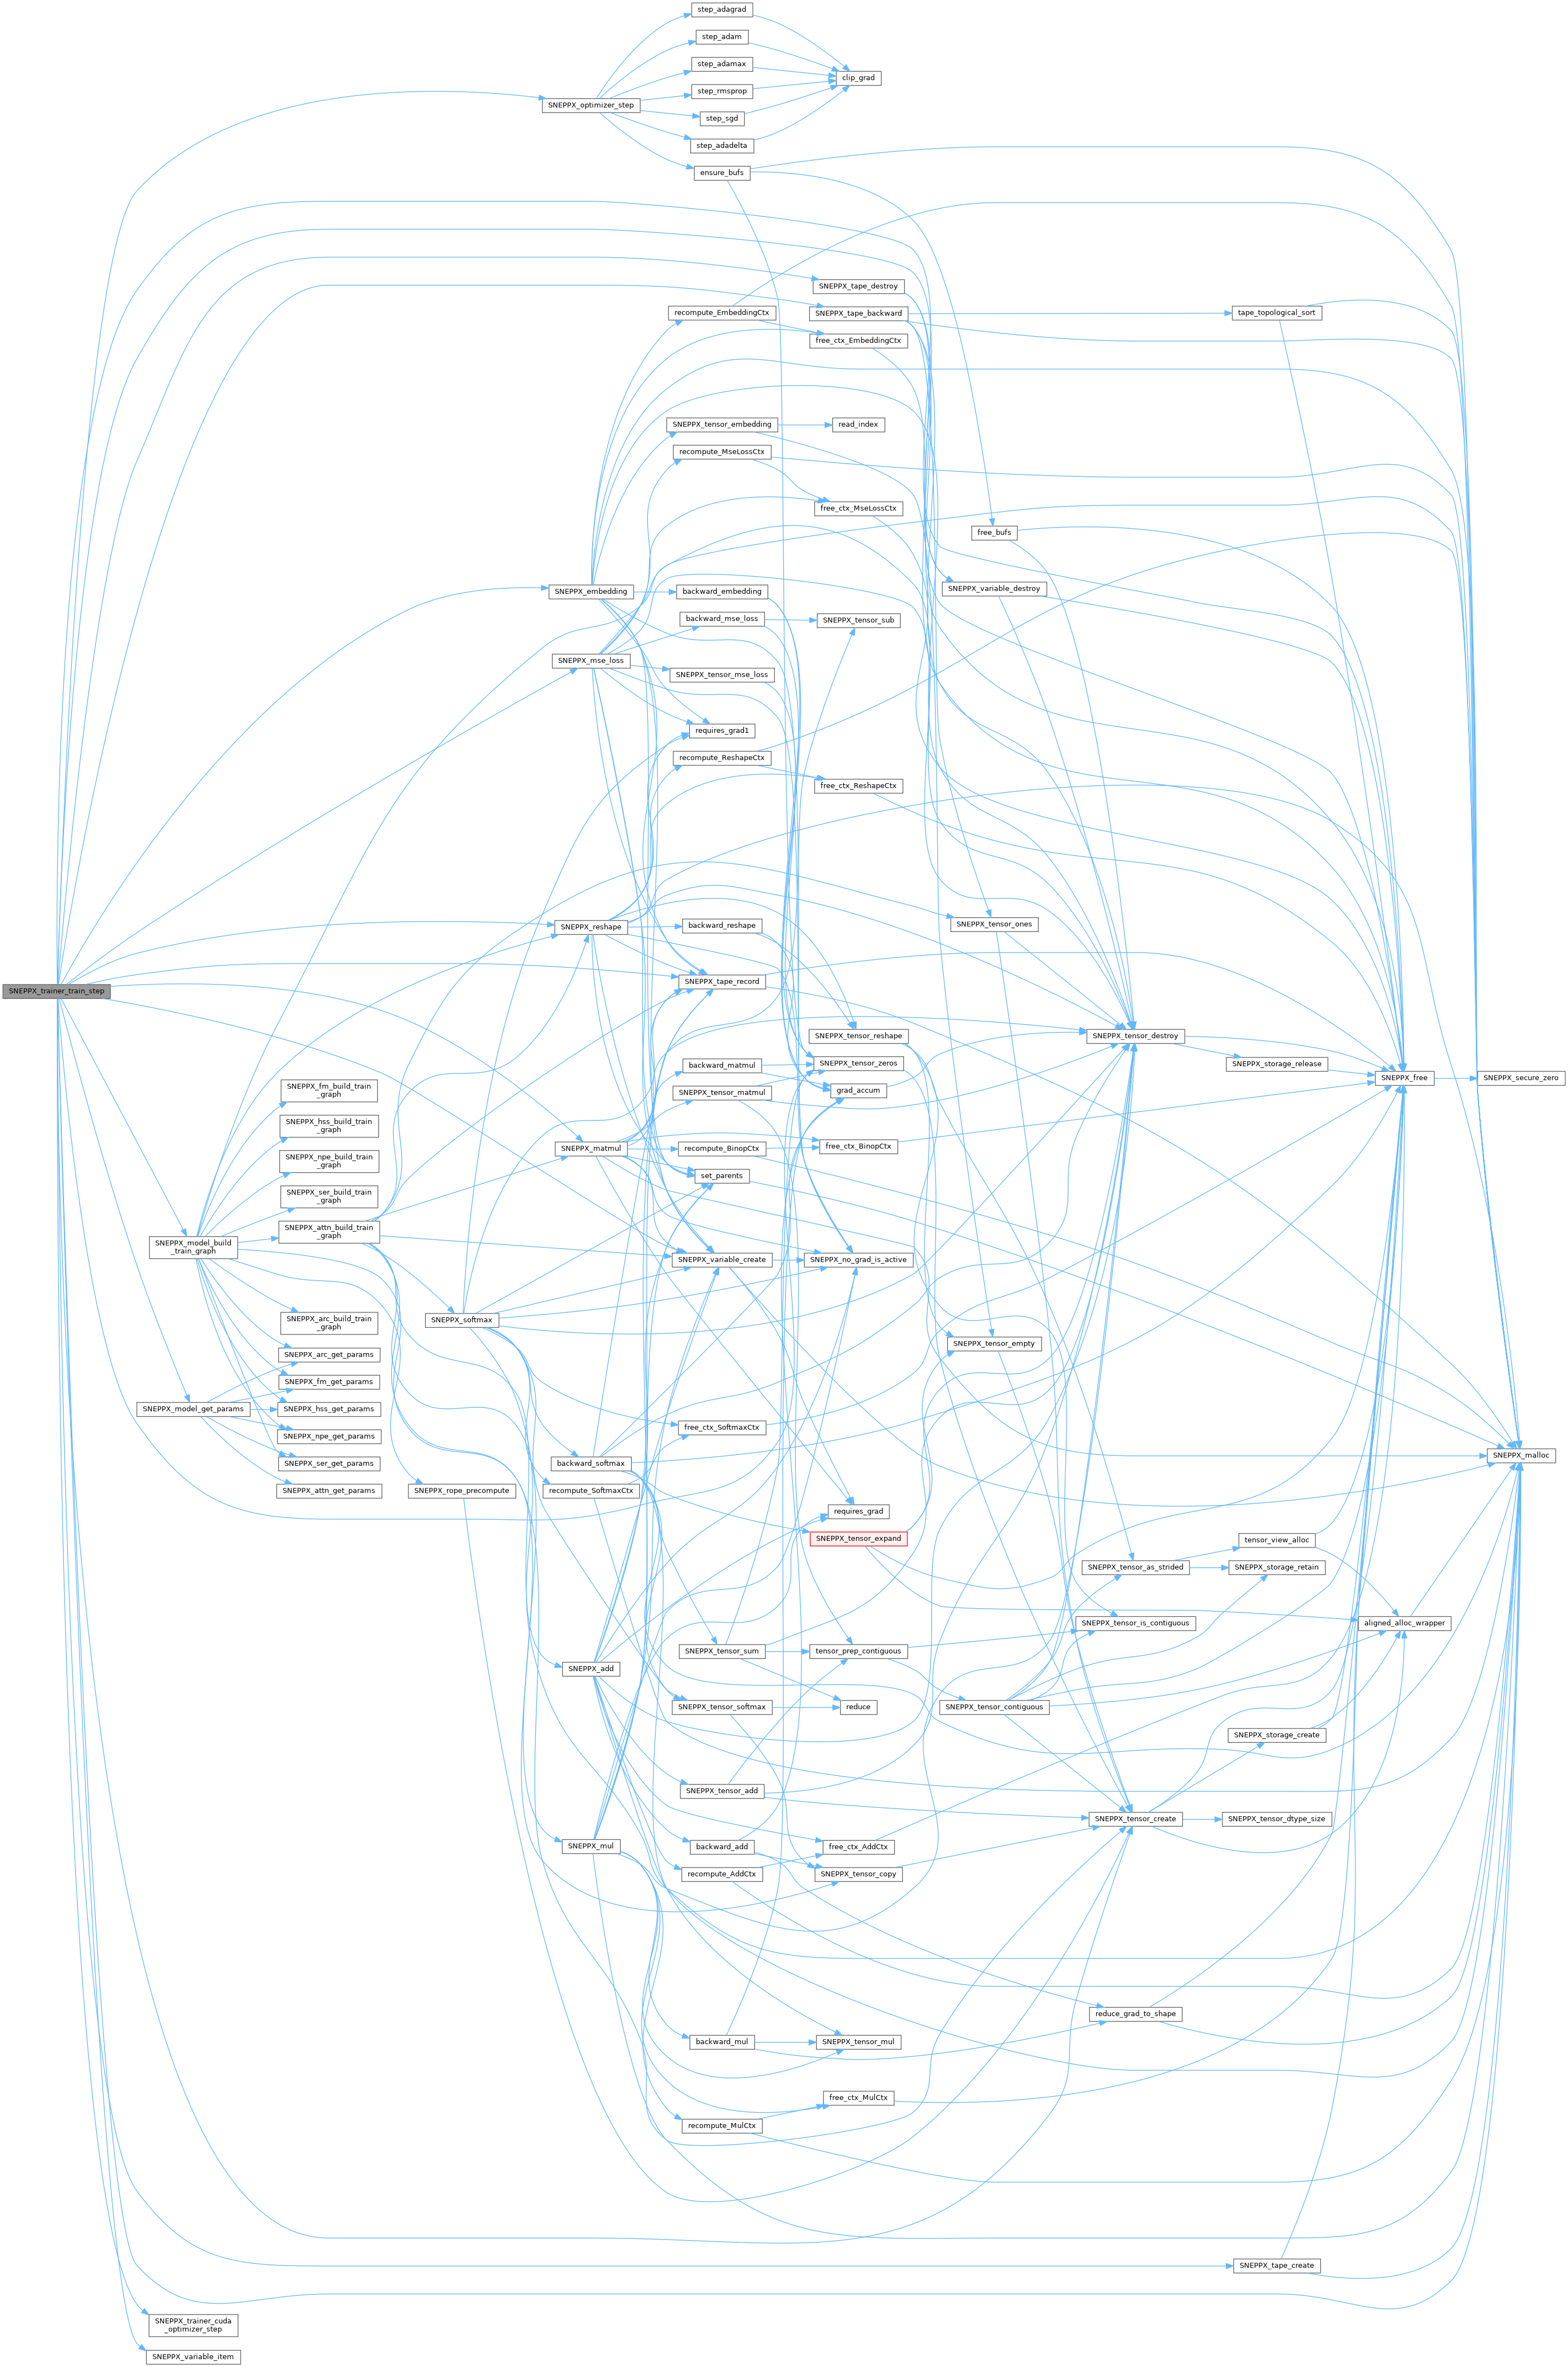 step_adagrad
step_adam
step_adamax
clip_grad
step_rmsprop
SNEPPX_optimizer_step
step_sgd
step_adadelta
ensure_bufs
SNEPPX_tape_destroy
recompute_EmbeddingCtx
SNEPPX_tape_backward
tape_topological_sort
free_ctx_EmbeddingCtx
SNEPPX_tensor_embedding
read_index
recompute_MseLossCtx
free_ctx_MseLossCtx
free_bufs
SNEPPX_embedding
backward_embedding
SNEPPX_variable_destroy
backward_mse_loss
SNEPPX_tensor_sub
SNEPPX_mse_loss
SNEPPX_tensor_mse_loss
requires_grad1
recompute_ReshapeCtx
free_ctx_ReshapeCtx
SNEPPX_reshape
backward_reshape
SNEPPX_tensor_ones
SNEPPX_trainer_train_step
SNEPPX_tape_record
SNEPPX_tensor_reshape
SNEPPX_tensor_destroy
backward_matmul
SNEPPX_tensor_zeros
SNEPPX_storage_release
SNEPPX_fm_build_train
_graph
SNEPPX_tensor_matmul
grad_accum
SNEPPX_free
SNEPPX_secure_zero
SNEPPX_hss_build_train
_graph
SNEPPX_matmul
recompute_BinopCtx
free_ctx_BinopCtx
SNEPPX_npe_build_train
_graph
set_parents
SNEPPX_ser_build_train
_graph
SNEPPX_attn_build_train
_graph
SNEPPX_model_build
_train_graph
SNEPPX_variable_create
SNEPPX_no_grad_is_active
SNEPPX_arc_build_train
_graph
SNEPPX_softmax
SNEPPX_tensor_empty
SNEPPX_arc_get_params
SNEPPX_fm_get_params
SNEPPX_model_get_params
SNEPPX_hss_get_params
SNEPPX_npe_get_params
free_ctx_SoftmaxCtx
SNEPPX_malloc
SNEPPX_ser_get_params
backward_softmax
SNEPPX_attn_get_params
SNEPPX_rope_precompute
recompute_SoftmaxCtx
requires_grad
SNEPPX_tensor_expand
tensor_view_alloc
SNEPPX_tensor_as_strided
SNEPPX_storage_retain
SNEPPX_tensor_is_contiguous
aligned_alloc_wrapper
SNEPPX_tensor_sum
tensor_prep_contiguous
SNEPPX_add
SNEPPX_tensor_softmax
reduce
SNEPPX_tensor_contiguous
SNEPPX_storage_create
SNEPPX_tensor_add
SNEPPX_tensor_create
SNEPPX_tensor_dtype_size
SNEPPX_mul
backward_add
free_ctx_AddCtx
recompute_AddCtx
SNEPPX_tensor_copy
reduce_grad_to_shape
backward_mul
SNEPPX_tensor_mul
free_ctx_MulCtx
recompute_MulCtx
SNEPPX_tape_create
SNEPPX_trainer_cuda
_optimizer_step
SNEPPX_variable_item